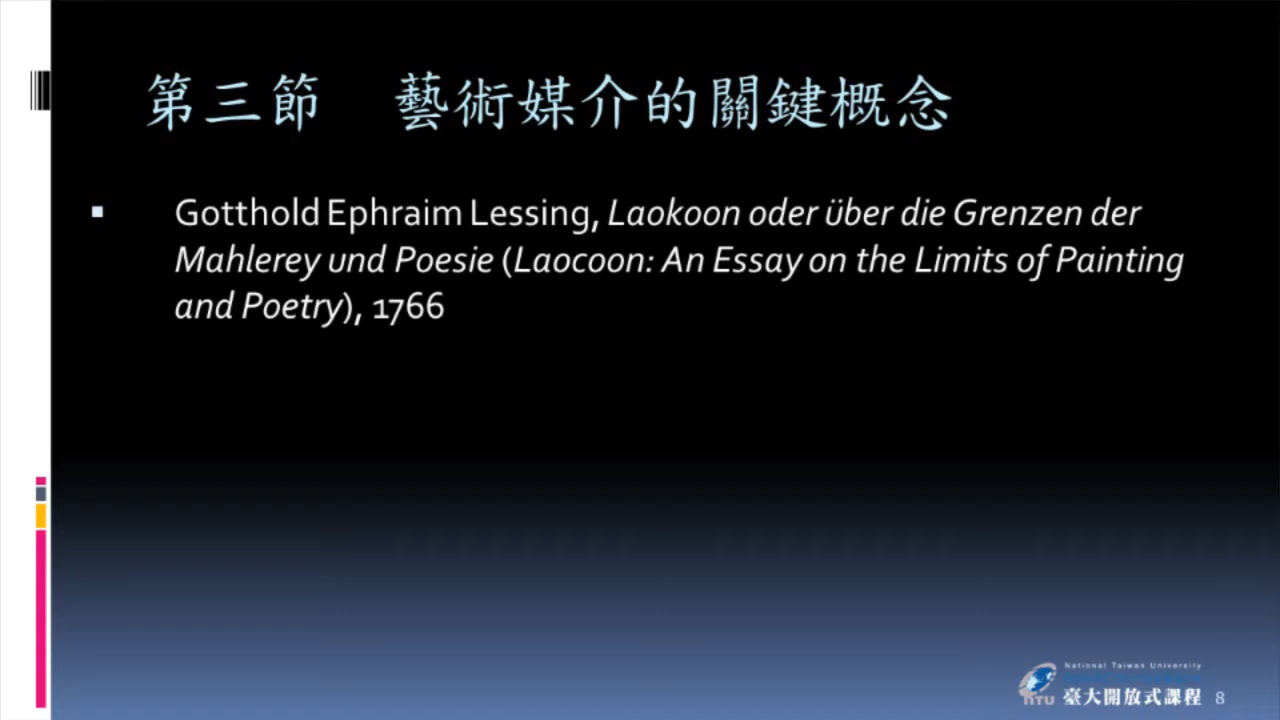 第三節　藝術媒介的關鍵概念
Gotthold Ephraim Lessing, Laokoon oder über die Grenzen der
Mahlerey und Poesie (Laocoon: An Essay on the Limits of Painting
and Poetry), 1766
National Taiwan University
NTU 臺大開放式課程 8